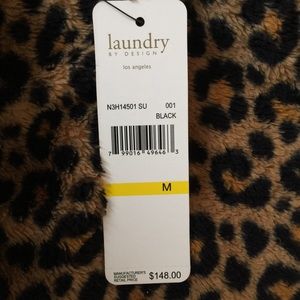 laundry
BY DESIGN
los angeles
N3H14501 SU 001
BLACK
7 99016 49646 3
M
MANUFACTURER'S
SUGGESTED
RETAIL PRICE
$148.00